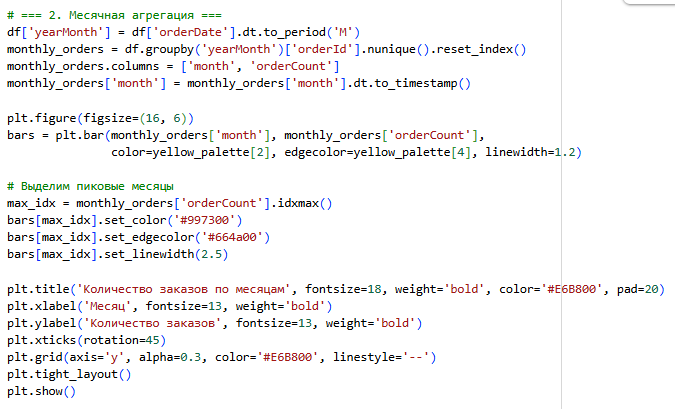 # === 2. Месячная агрегация ===
df['yearMonth'] = df['orderDate'].dt.to_period('M')
monthly_orders = df.groupby('yearMonth')['orderId'].nunique().reset_index()
monthly_orders.columns = ['month', 'orderCount']
monthly_orders['month'] = monthly_orders['month'].dt.to_timestamp()

plt.figure(figsize=(16, 6))
bars = plt.bar(monthly_orders['month'], monthly_orders['orderCount'],
               color=yellow_palette[2], edgecolor=yellow_palette[4], linewidth=1.2)

# Выделим пиковые месяцы
max_idx = monthly_orders['orderCount'].idxmax()
bars[max_idx].set_color('#997300')
bars[max_idx].set_edgecolor('#664a00')
bars[max_idx].set_linewidth(2.5)

plt.title('Количество заказов по месяцам', fontsize=18, weight='bold', color='#E6B800', pad=20)
plt.xlabel('Месяц', fontsize=13, weight='bold')
plt.ylabel('Количество заказов', fontsize=13, weight='bold')
plt.xticks(rotation=45)
plt.grid(axis='y', alpha=0.3, color='#E6B800', linestyle='--')
plt.tight_layout()
plt.show()